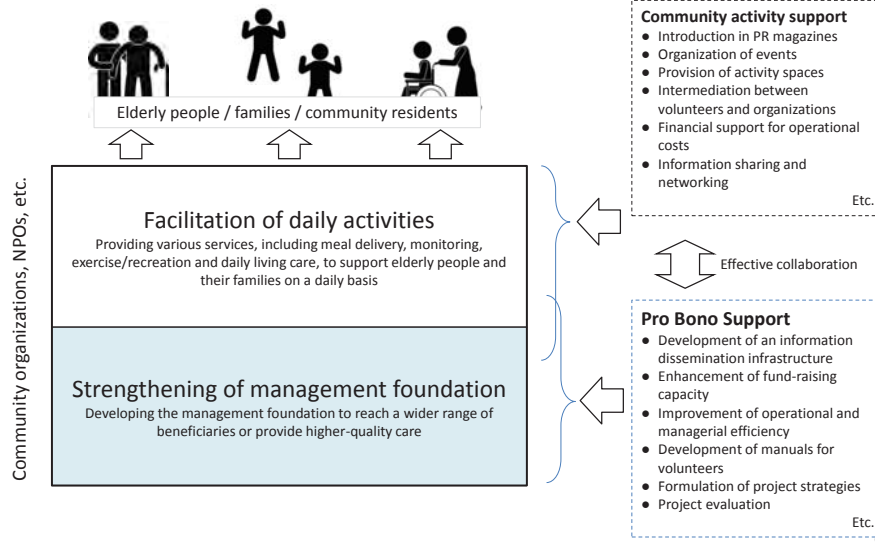 Elderly people / families / community residents
Community organizations, NPOs, etc.
Facilitation of daily activities
Providing various services, including meal delivery, monitoring,
exercise/recreation and daily living care, to support elderly people and
their families on a daily basis
Strengthening of management foundation
Developing the management foundation to reach a wider range of
beneficiaries or provide higher-quality care
Community activity support
● Introduction in PR magazines
● Organization of events
● Provision of activity spaces
● Intermediation between
volunteers and organizations
● Financial support for operational
costs
● Information sharing and
networking
Etc.
Effective collaboration
Pro Bono Support
● Development of an information
dissemination infrastructure
● Enhancement of fund-raising
capacity
● Improvement of operational and
managerial efficiency
● Development of manuals for
volunteers
● Formulation of project strategies
● Project evaluation
Etc.